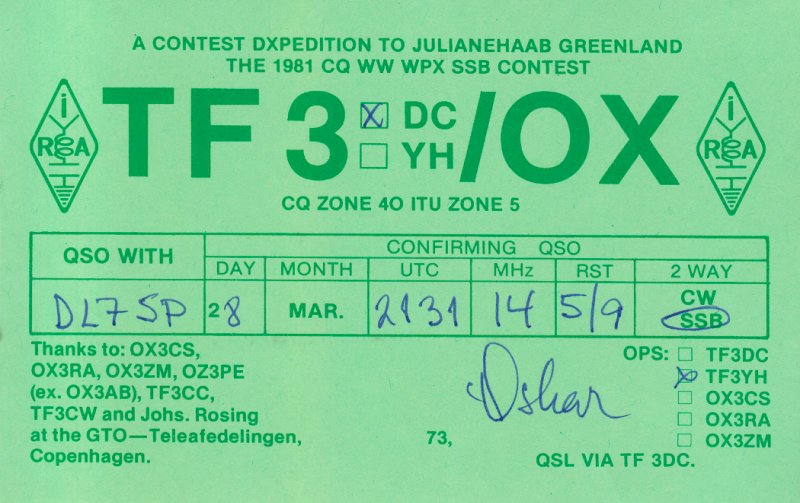 A CONTEST DXPEDITION TO JULIANEHAAB GREENLAND
THE 1981 CQ WW WPX SSB CONTEST
TF 3 ☒ DC /OX
☐ YH
i
R A
i
R A
CQ ZONE 40 ITU ZONE 5
QSO WITH CONFIRMING QSO
DAY MONTH UTC MHz RST 2 WAY
DL7SP 28 MAR. 2131 14 5/9 CW
SSB
Thanks to: OX3CS,
OX3RA, OX3ZM, OZ3PE
(ex. OX3AB), TF3CC,
TF3CW and Johs. Rosing
at the GTO—Teleafedelingen,
Copenhagen.
Oskar
73,
OPS: ☐ TF3DC
☒ TF3YH
☐ OX3CS
☐ OX3RA
☐ OX3ZM
QSL VIA TF 3DC.